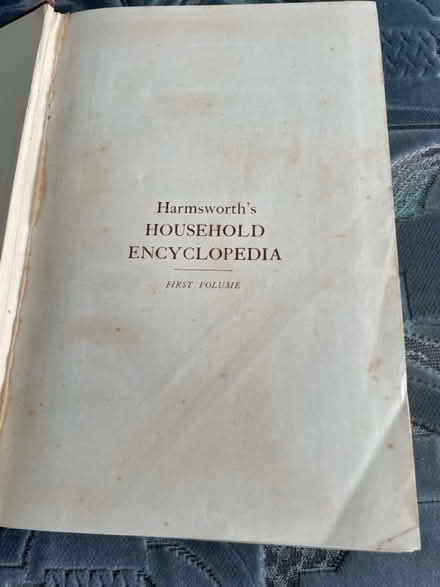 Harmsworth's
HOUSEHOLD
ENCYCLOPEDIA
FIRST VOLUME